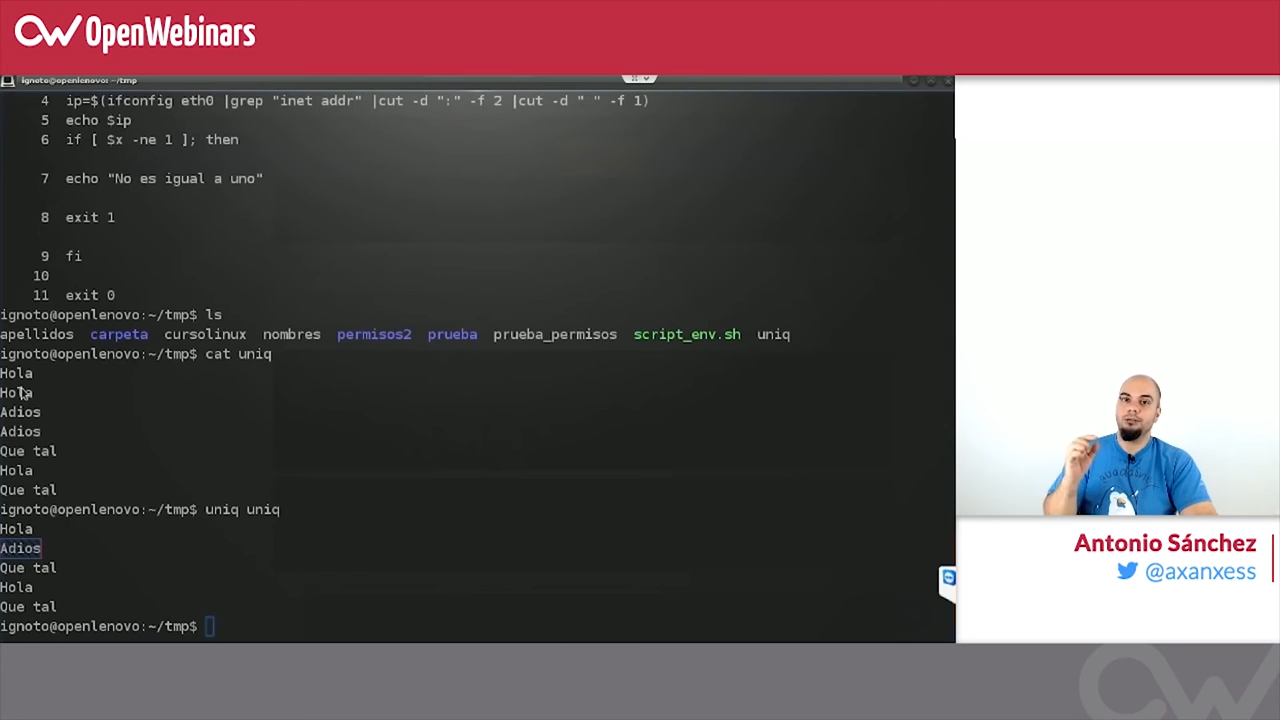 OpenWebinars
ignoto@openlenovo: ~/tmp
4 ip=$(ifconfig eth0 |grep "inet addr" |cut -d ":" -f 2 |cut -d " " -f 1)
5 echo $ip
6 if [ $x -ne 1 ]; then
7 echo "No es igual a uno"
8 exit 1
9 fi
10
11 exit 0
ignoto@openlenovo:~/tmp$ ls
apellidos carpeta cursolinux nombres permisos2 prueba prueba_permisos script_env.sh uniq
ignoto@openlenovo:~/tmp$ cat uniq
Hola
Hola
Adios
Adios
Que tal
Hola
Que tal
ignoto@openlenovo:~/tmp$ uniq uniq
Hola
Adios
Que tal
Hola
Que tal
ignoto@openlenovo:~/tmp$
Antonio Sánchez
@axanxess